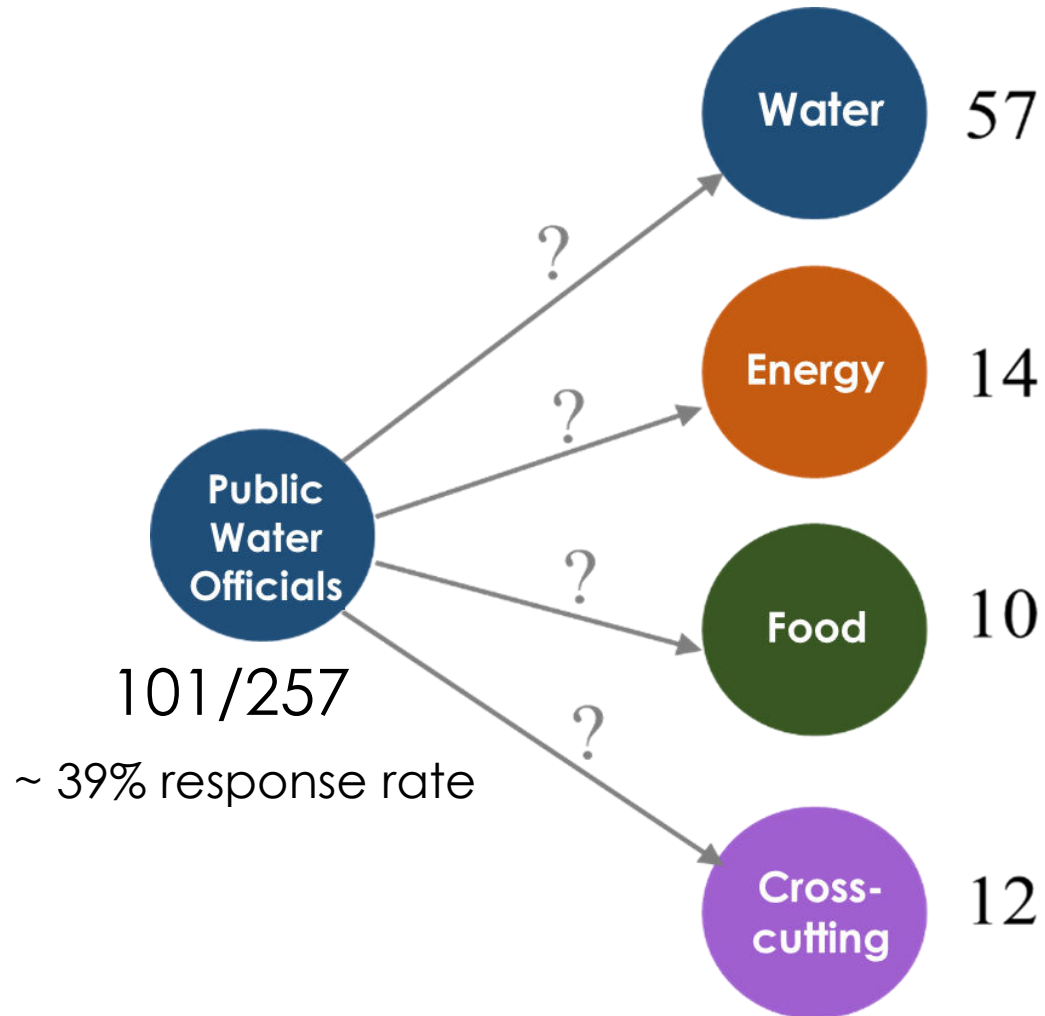 Water
57
?
Energy
14
?
Public
Water
Officials
101/257
~ 39% response rate
?
Food
10
?
Cross-
cutting
12